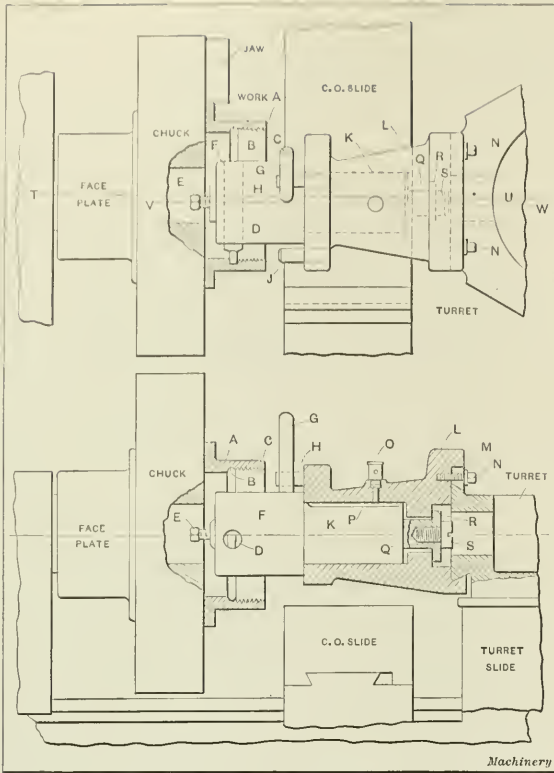 JAW
C.O. SLIDE
WORK A
CHUCK
F B C K L
G Q R N
E H S
T FACE PLATE V D U W
J N
TURRET
G
A C H O L
CHUCK B M
N TURRET
E F K P R
FACE PLATE D Q S
C.O. SLIDE
TURRET SLIDE
Machinery